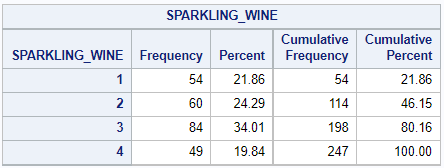 SPARKLING_WINE
SPARKLING_WINE Frequency Percent Cumulative Frequency Cumulative Percent
1 54 21.86 54 21.86
2 60 24.29 114 46.15
3 84 34.01 198 80.16
4 49 19.84 247 100.00